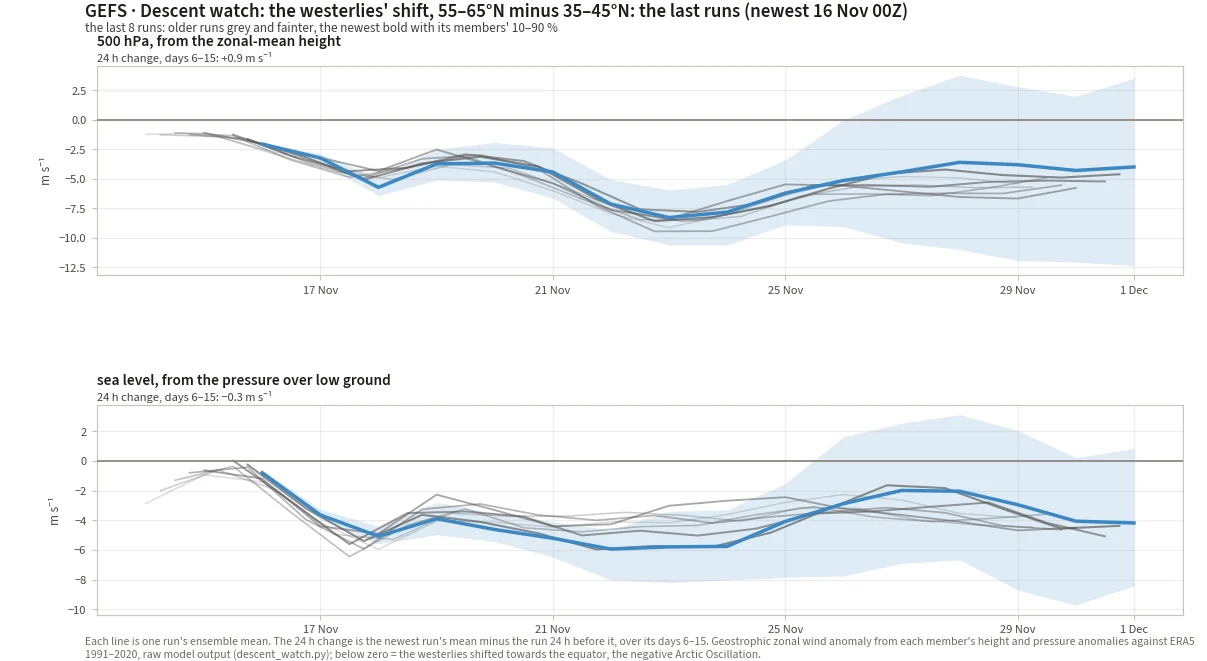 GEFS · Descent watch: the westerlies' shift, 55–65°N minus 35–45°N: the last runs (newest 16 Nov 00Z)
the last 8 runs: older runs grey and fainter, the newest bold with its members' 10–90 %
500 hPa, from the zonal-mean height
24 h change, days 6–15: +0.9 m s⁻¹
2.5
0.0
−2.5
−5.0
−7.5
−10.0
−12.5
m s⁻¹
17 Nov
21 Nov
25 Nov
29 Nov
1 Dec
sea level, from the pressure over low ground
24 h change, days 6–15: −0.3 m s⁻¹
2
0
−2
−4
−6
−8
−10
m s⁻¹
17 Nov
21 Nov
25 Nov
29 Nov
1 Dec
Each line is one run's ensemble mean. The 24 h change is the newest run's mean minus the run 24 h before it, over its days 6–15. Geostrophic zonal wind anomaly from each member's height and pressure anomalies against ERA5
1991–2020, raw model output (descent_watch.py); below zero = the westerlies shifted towards the equator, the negative Arctic Oscillation.